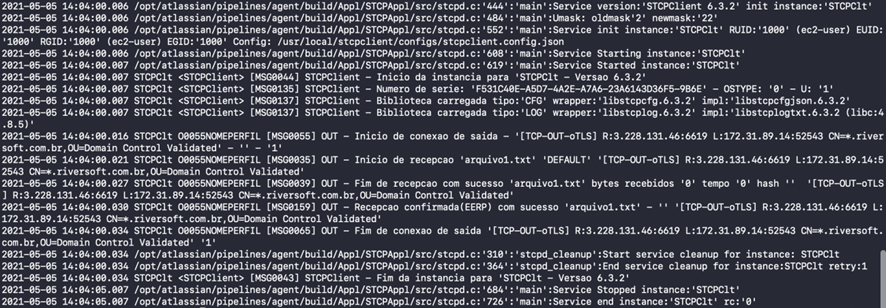 2021-05-05 14:04:00.006 /opt/atlassian/pipelines/agent/build/Appl/STCPAppl/src/stcpd.c:'445':'main':Service version:'STCPClient 6.3.2' init instance:'STCPClt'
2021-05-05 14:04:00.006 /opt/atlassian/pipelines/agent/build/Appl/STCPAppl/src/stcpd.c:'484':'main':Umask: oldmask'2' newmask:'22'
2021-05-05 14:04:00.006 /opt/atlassian/pipelines/agent/build/Appl/STCPAppl/src/stcpd.c:'552':'main':Service init instance:'STCPClt' RUID:'1000' (ec2-user) EUID:
'1000' RGID:'1000' (ec2-user) EGID:'1000' Config: /usr/local/stcpclient/configs/stcpclient.config.json
2021-05-05 14:04:00.006 /opt/atlassian/pipelines/agent/build/Appl/STCPAppl/src/stcpd.c:'608':'main':Service Starting instance:'STCPClt'
2021-05-05 14:04:00.007 /opt/atlassian/pipelines/agent/build/Appl/STCPAppl/src/stcpd.c:'619':'main':Service Started instance:'STCPClt'
2021-05-05 14:04:00.007 STCPClt <STCPClient> [MSG0044] STCPClient - Inicio da instancia para 'STCPClt - Versao 6.3.2'
2021-05-05 14:04:00.007 STCPClt <STCPClient> [MSG0135] STCPClient - Numero de serie: 'F531C40E-A5D7-4A2E-A7A6-23A6143D36F5-9B6E' - OSTYPE: '0' - U: '1'
2021-05-05 14:04:00.007 STCPClt <STCPClient> [MSG0137] STCPClient - Biblioteca carregada tipo:'CFG' wrapper:'libstcpcfg.6.3.2' impl:'libstcpcfgjson.6.3.2'
2021-05-05 14:04:00.007 STCPClt <STCPClient> [MSG0137] STCPClient - Biblioteca carregada tipo:'LOG' wrapper:'libstcplog.6.3.2' impl:'libstcplogtxt.6.3.2 (libc:4
.8.5)'
2021-05-05 14:04:00.016 STCPClt O0055NOMEPERFIL [MSG0055] OUT - Inicio de conexao de saida - '[TCP-OUT-oTLS] R:3.228.131.46:6619 L:172.31.89.14:52543 CN=*.river
soft.com.br,OU=Domain Control Validated' - '' - '1'
2021-05-05 14:04:00.021 STCPClt O0055NOMEPERFIL [MSG0035] OUT - Inicio de recepcao 'arquivo1.txt' 'DEFAULT' '[TCP-OUT-oTLS] R:3.228.131.46:6619 L:172.31.89.14:5
2543 CN=*.riversoft.com.br,OU=Domain Control Validated'
2021-05-05 14:04:00.027 STCPClt O0055NOMEPERFIL [MSG0039] OUT - Fim de recepcao com sucesso 'arquivo1.txt' bytes recebidos '0' tempo '0' hash '' '[TCP-OUT-oTLS
] R:3.228.131.46:6619 L:172.31.89.14:52543 CN=*.riversoft.com.br,OU=Domain Control Validated'
2021-05-05 14:04:00.030 STCPClt O0055NOMEPERFIL [MSG0159] OUT - Recepcao confirmada(EERP) com sucesso 'arquivo1.txt' - '' '[TCP-OUT-oTLS] R:3.228.131.46:6619 L:
172.31.89.14:52543 CN=*.riversoft.com.br,OU=Domain Control Validated'
2021-05-05 14:04:00.034 STCPClt O0055NOMEPERFIL [MSG0065] OUT - Fim de conexao de saida '[TCP-OUT-oTLS] R:3.228.131.46:6619 L:172.31.89.14:52543 CN=*.riversoft.
com.br,OU=Domain Control Validated' '1'
2021-05-05 14:04:00.034 /opt/atlassian/pipelines/agent/build/Appl/STCPAppl/src/stcpd.c:'310':'stcpd_cleanup':Start service cleanup for instance: STCPClt
2021-05-05 14:04:00.034 /opt/atlassian/pipelines/agent/build/Appl/STCPAppl/src/stcpd.c:'364':'stcpd_cleanup':End service cleanup for instance:STCPClt retry:1
2021-05-05 14:04:00.034 STCPClt <STCPClient> [MSG0043] STCPClient - Fim da instancia para 'STCPClt - Versao 6.3.2'
2021-05-05 14:04:05.007 /opt/atlassian/pipelines/agent/build/Appl/STCPAppl/src/stcpd.c:'684':'main':Service Stopped instance:'STCPClt'
2021-05-05 14:04:05.007 /opt/atlassian/pipelines/agent/build/Appl/STCPAppl/src/stcpd.c:'726':'main':Service end instance:'STCPClt' rc:'0'